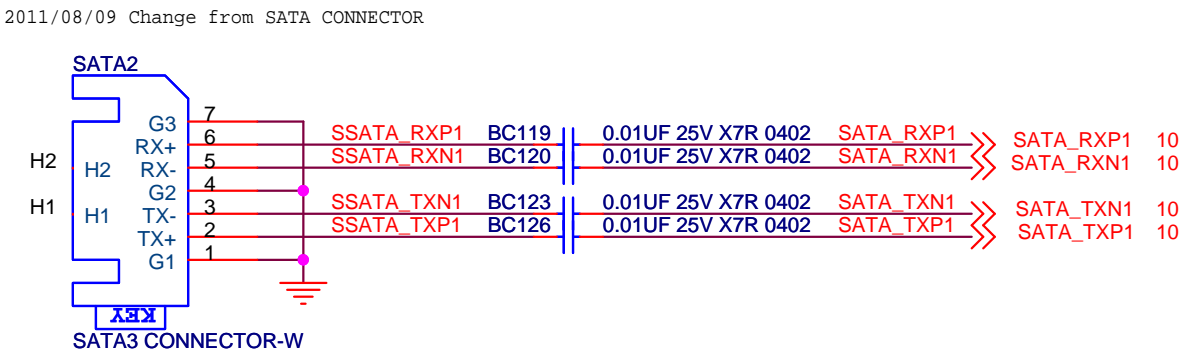 2011/08/09 Change from SATA CONNECTOR
SATA2
G3 7
RX+ 6 SSATA_RXP1 BC119 0.01UF 25V X7R 0402 SATA_RXP1 SATA_RXP1 10
H2 H2 RX- 5 SSATA_RXN1 BC120 0.01UF 25V X7R 0402 SATA_RXN1 SATA_RXN1 10
G2 4
H1 H1 TX- 3 SSATA_TXN1 BC123 0.01UF 25V X7R 0402 SATA_TXN1 SATA_TXN1 10
TX+ 2 SSATA_TXP1 BC126 0.01UF 25V X7R 0402 SATA_TXP1 SATA_TXP1 10
G1 1
KEY
SATA3 CONNECTOR-W